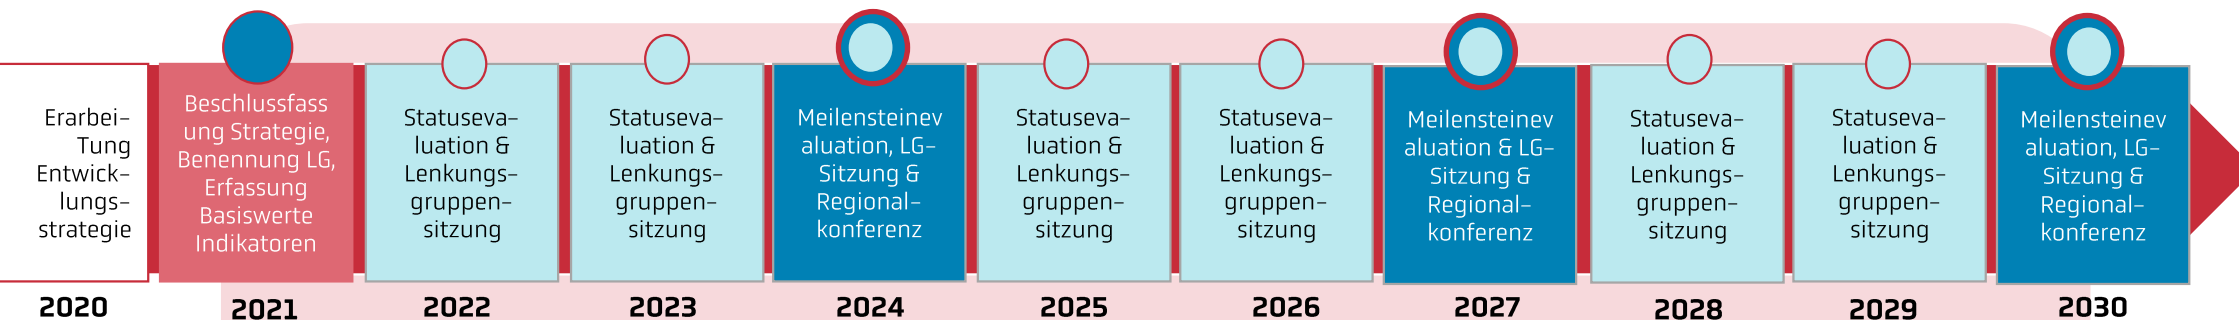 Erarbei-
Tung
Entwick-
lungs-
strategie
2020
Beschlussfass
ung Strategie,
Benennung LG,
Erfassung
Basiswerte
Indikatoren
2021
Statuseva-
luation &
Lenkungs-
gruppen-
sitzung
2022
Statuseva-
luation &
Lenkungs-
gruppen-
sitzung
2023
Meilensteinev
aluation, LG-
Sitzung &
Regional-
konferenz
2024
Statuseva-
luation &
Lenkungs-
gruppen-
sitzung
2025
Statuseva-
luation &
Lenkungs-
gruppen-
sitzung
2026
Meilensteinev
aluation & LG-
Sitzung &
Regional-
konferenz
2027
Statuseva-
luation &
Lenkungs-
gruppen-
sitzung
2028
Statuseva-
luation &
Lenkungs-
gruppen-
sitzung
2029
Meilensteinev
aluation, LG-
Sitzung &
Regional-
konferenz
2030